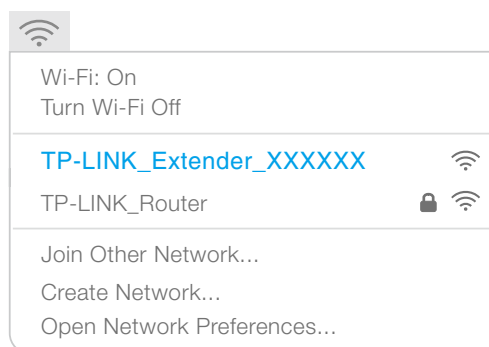 Wi-Fi: On
Turn Wi-Fi Off
TP-LINK_Extender_XXXXXX
TP-LINK_Router
Join Other Network...
Create Network...
Open Network Preferences...